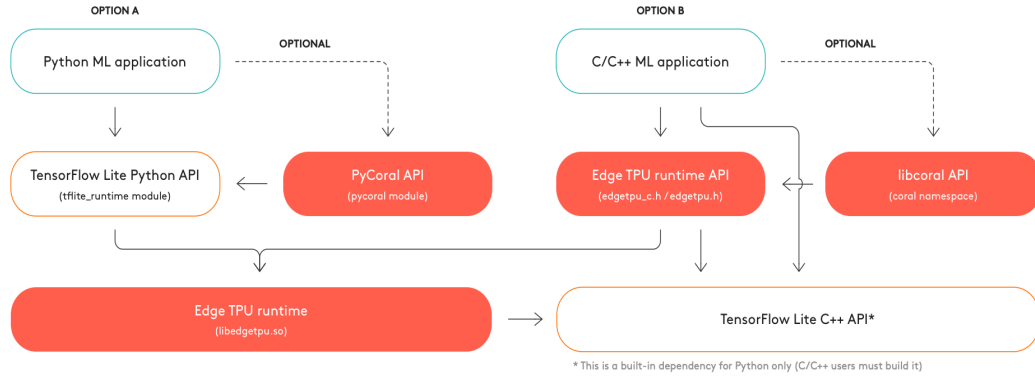 OPTION A
OPTION B
Python ML application
OPTIONAL
C/C++ ML application
OPTIONAL
TensorFlow Lite Python API
(tflite_runtime module)
PyCoral API
(pycoral module)
Edge TPU runtime API
(edgetpu_c.h / edgetpu.h)
libcoral API
(coral namespace)
Edge TPU runtime
(libedgetpu.so)
TensorFlow Lite C++ API*
* This is a built-in dependency for Python only (C/C++ users must build it)